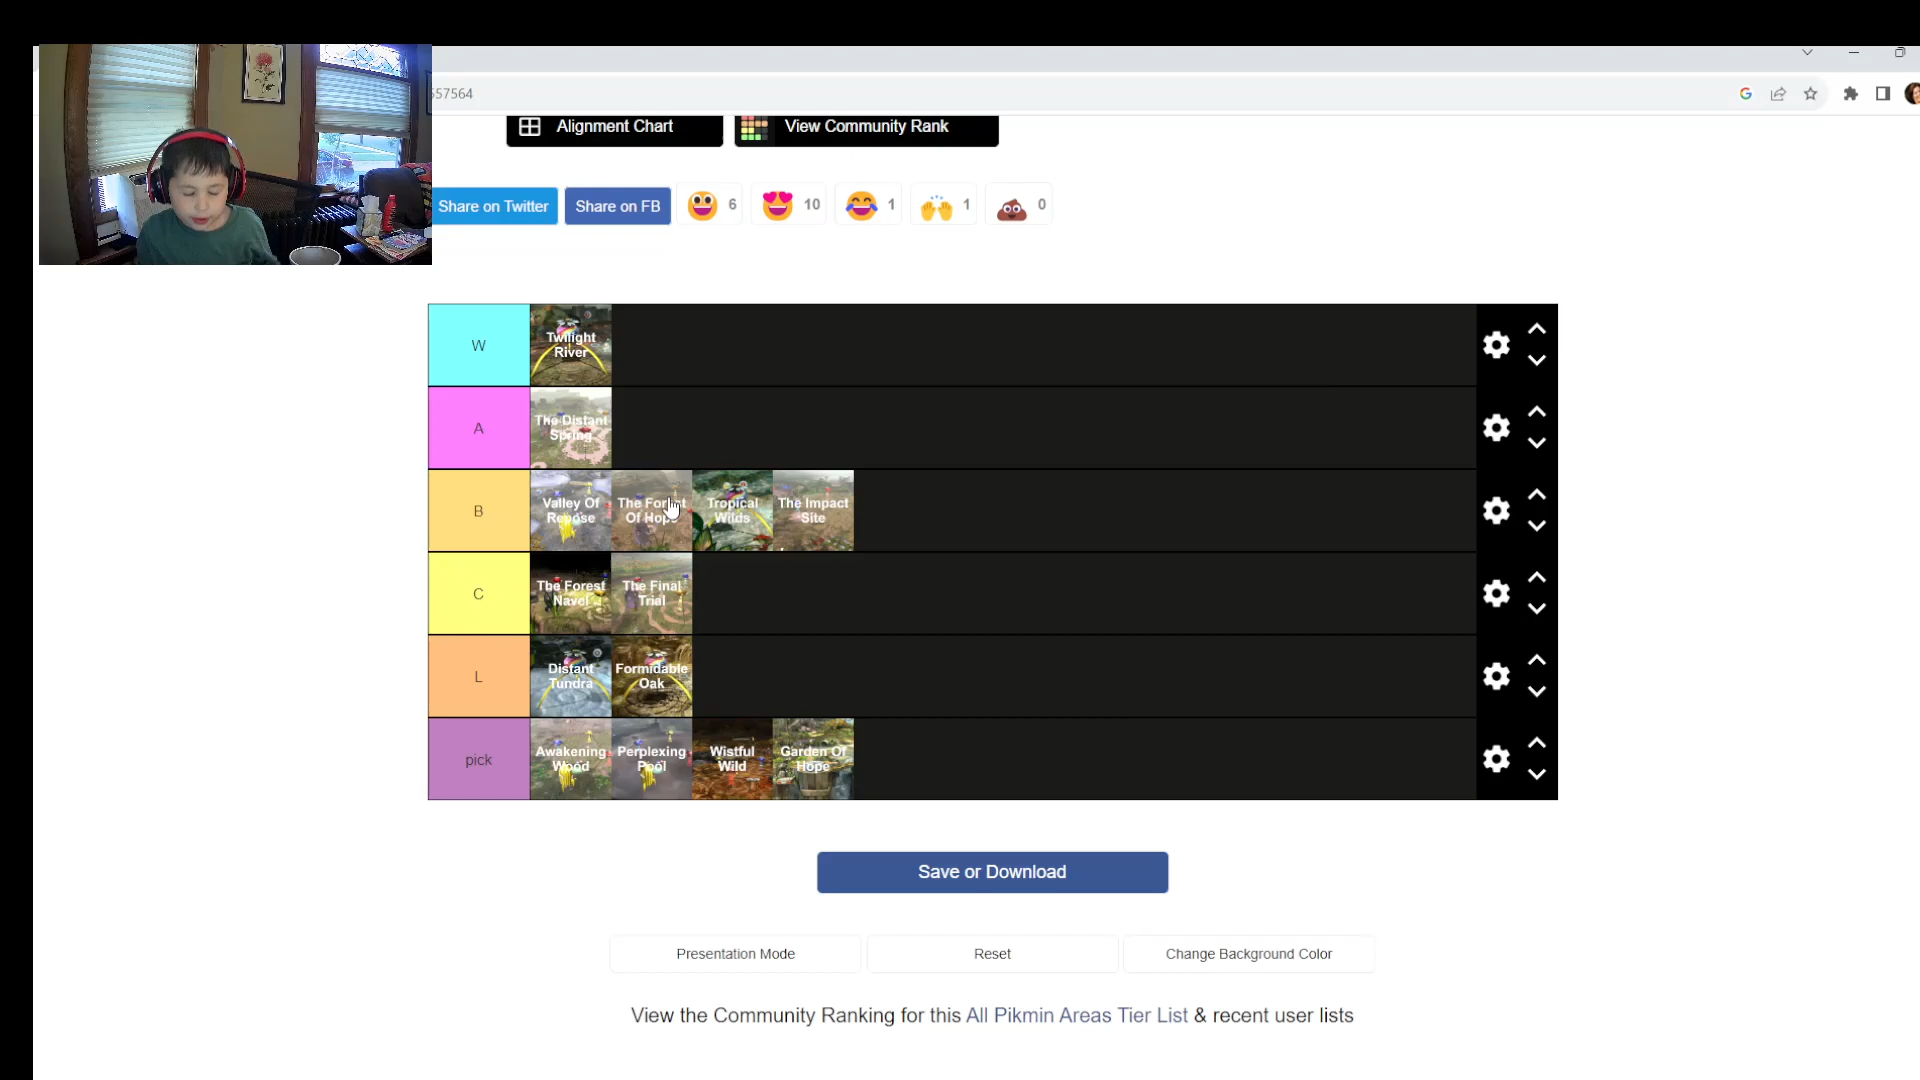 557564
Alignment Chart
View Community Rank
Share on Twitter
Share on FB
6
10
1
1
0
W
Twilight
River
A
The Distant
Spring
B
Valley Of
Repose
The Forest
Of Hope
Tropical
Wilds
The Impact
Site
C
The Forest
Navel
The Final
Trial
L
Distant
Tundra
Formidable
Oak
pick
Awakening
Wood
Perplexing
Pool
Wistful
Wild
Garden Of
Hope
Save or Download
Presentation Mode
Reset
Change Background Color
View the Community Ranking for this All Pikmin Areas Tier List & recent user lists